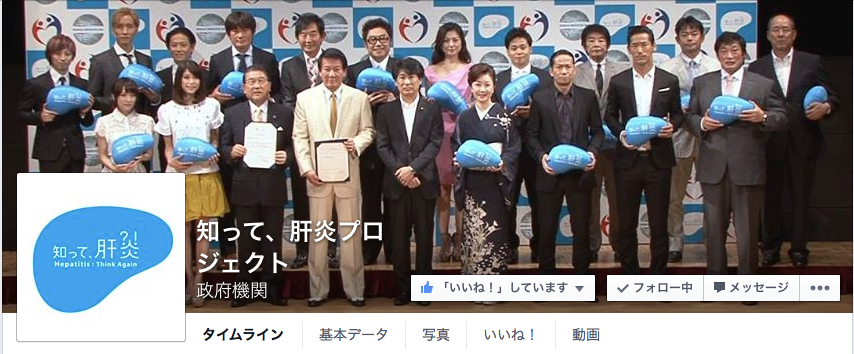 知って、肝炎?!
Hepatitis : Think Again
知って、肝炎プロ
ジェクト
政府機関
「いいね！」しています
フォロー中
メッセージ
タイムライン
基本データ
写真
いいね！
動画